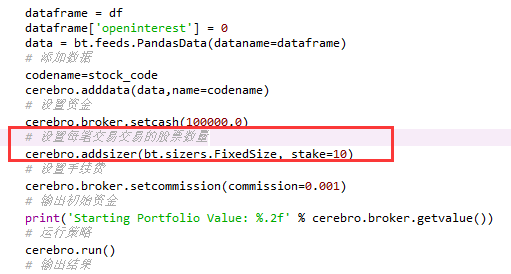 dataframe = df
dataframe['openinterest'] = 0
data = bt.feeds.PandasData(dataname=dataframe)
# 添加数据
codename=stock_code
cerebro.adddata(data,name=codename)
# 设置资金
cerebro.broker.setcash(100000.0)
# 设置每笔交易交易的股票数量
cerebro.addsizer(bt.sizers.FixedSize, stake=10)
# 设置手续费
cerebro.broker.setcommission(commission=0.001)
# 输出初始资金
print('Starting Portfolio Value: %.2f' % cerebro.broker.getvalue())
# 运行策略
cerebro.run()
# 输出结果